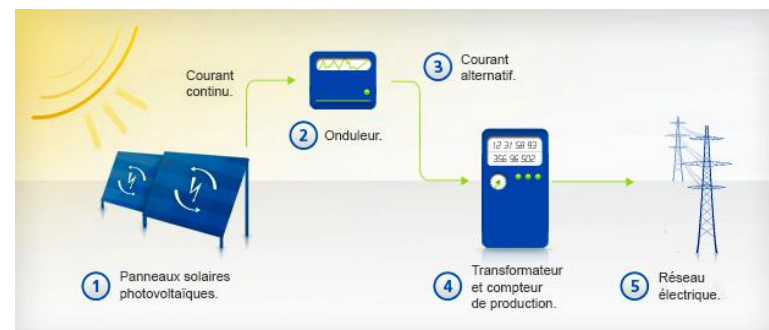 Courant
continu.
2 Onduleur.
3 Courant
alternatif.
12 31 58 93
356 96 502
1 Panneaux solaires
photovoltaïques.
4 Transformateur
et compteur
de production.
5 Réseau
électrique.